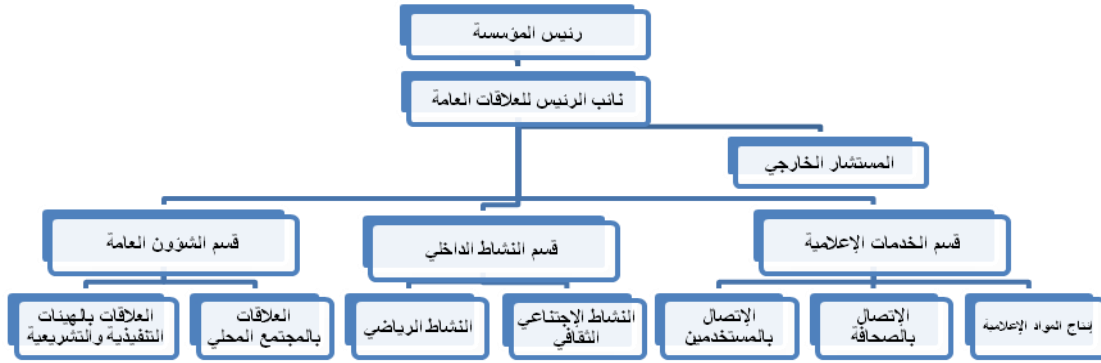 رئيس المؤسسة
نائب الرئيس للعلاقات العامة
المستشار الخارجي
قسم الخدمات الإعلامية
قسم النشاط الداخلي
قسم الشؤون العامة
إنتاج المواد الإعلامية
الإتصال
بالصحافة
الإتصال
بالمستخدمين
النشاط الإجتناعي
الثقافي
النشاط الرياضي
العلاقات
بالمجتمع المحلي
العلاقات بالهيئات
التنفيذية والتشريعية